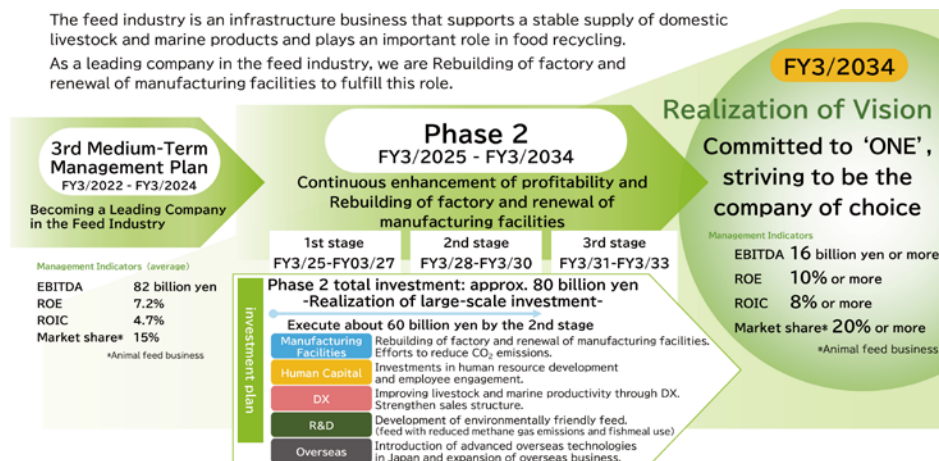 The feed industry is an infrastructure business that supports a stable supply of domestic
livestock and marine products and plays an important role in food recycling.
As a leading company in the feed industry, we are Rebuilding of factory and
renewal of manufacturing facilities to fulfill this role.
3rd Medium-Term
Management Plan
FY3/2022 - FY3/2024
Becoming a Leading Company
in the Feed Industry
Management Indicators (average)
EBITDA 82 billion yen
ROE 7.2%
ROIC 4.7%
Market share* 15%
*Animal feed business
Phase 2
FY3/2025 - FY3/2034
Continuous enhancement of profitability and
Rebuilding of factory and renewal of
manufacturing facilities
1st stage
FY3/25-FY03/27
2nd stage
FY3/28-FY3/30
3rd stage
FY3/31-FY3/33
investment plan
Phase 2 total investment: approx. 80 billion yen
-Realization of large-scale investment-
Execute about 60 billion yen by the 2nd stage
Manufacturing
Facilities
Rebuilding of factory and renewal of manufacturing facilities.
Efforts to reduce CO₂ emissions.
Human Capital
Investments in human resource development
and employee engagement.
DX
Improving livestock and marine productivity through DX.
Strengthen sales structure.
R&D
Development of environmentally friendly feed.
(feed with reduced methane gas emissions and fishmeal use)
Overseas
Introduction of advanced overseas technologies
in Japan and expansion of overseas business.
FY3/2034
Realization of Vision
Committed to ‘ONE’,
striving to be the
company of choice
Management Indicators
EBITDA 16 billion yen or more
ROE 10% or more
ROIC 8% or more
Market share* 20% or more
*Animal feed business